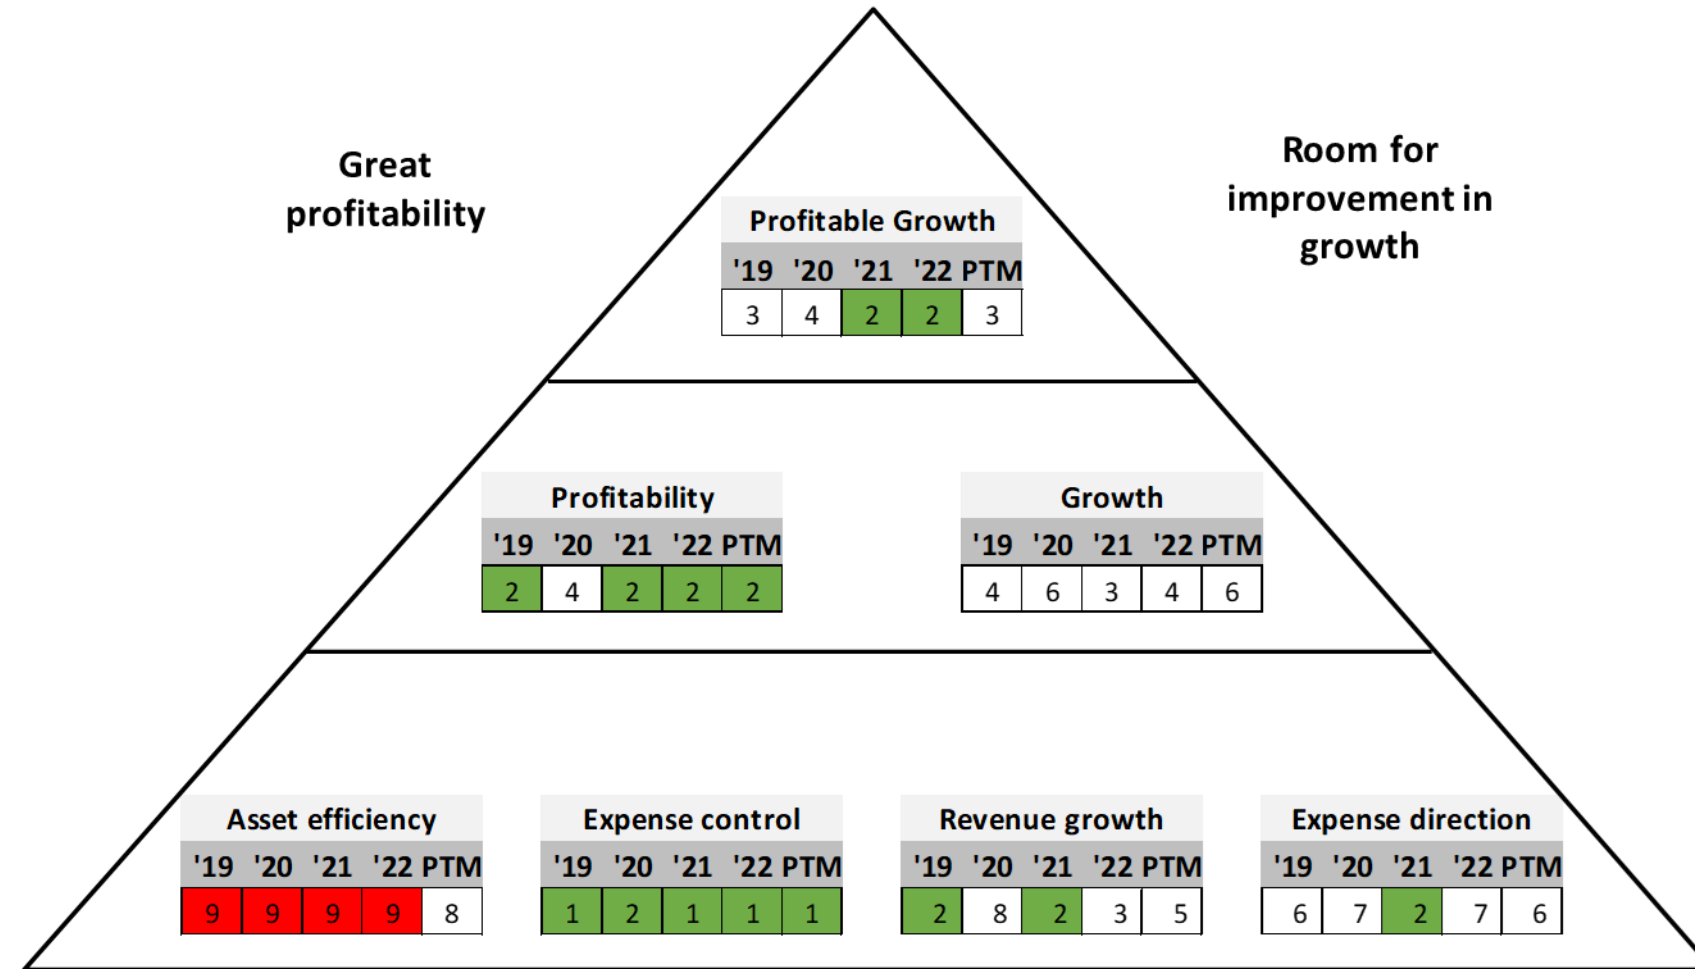 Great
profitability
Room for
improvement in
growth
Profitable Growth
'19 '20 '21 '22 PTM
3 4 2 2 3
Profitability
'19 '20 '21 '22 PTM
2 4 2 2 2
Growth
'19 '20 '21 '22 PTM
4 6 3 4 6
Asset efficiency
'19 '20 '21 '22 PTM
9 9 9 9 8
Expense control
'19 '20 '21 '22 PTM
1 2 1 1 1
Revenue growth
'19 '20 '21 '22 PTM
2 8 2 3 5
Expense direction
'19 '20 '21 '22 PTM
6 7 2 7 6